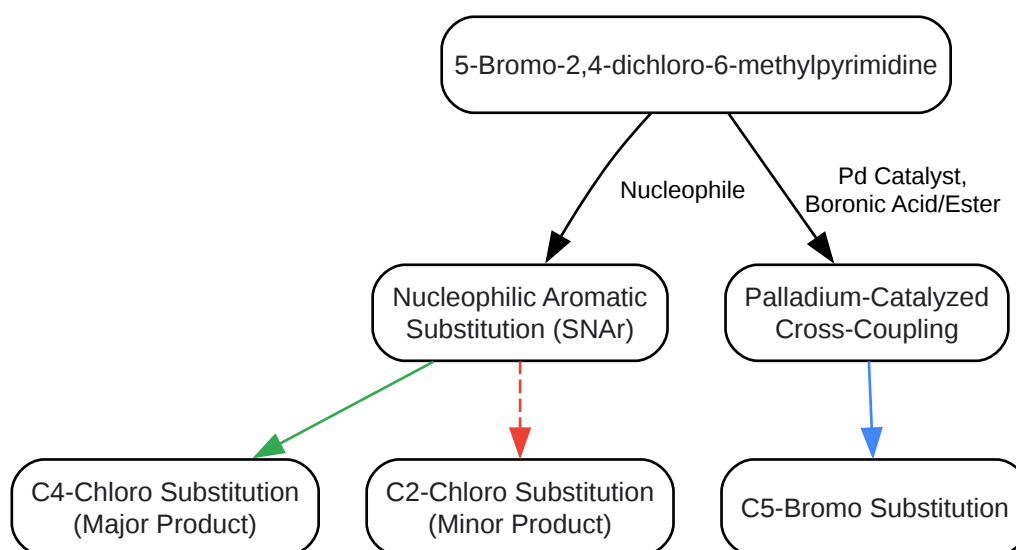 5-Bromo-2,4-dichloro-6-methylpyrimidine
Nucleophile
Pd Catalyst,
Boronic Acid/Ester
Nucleophilic Aromatic
Substitution (SNAr)
Palladium-Catalyzed
Cross-Coupling
C4-Chloro Substitution
(Major Product)
C2-Chloro Substitution
(Minor Product)
C5-Bromo Substitution